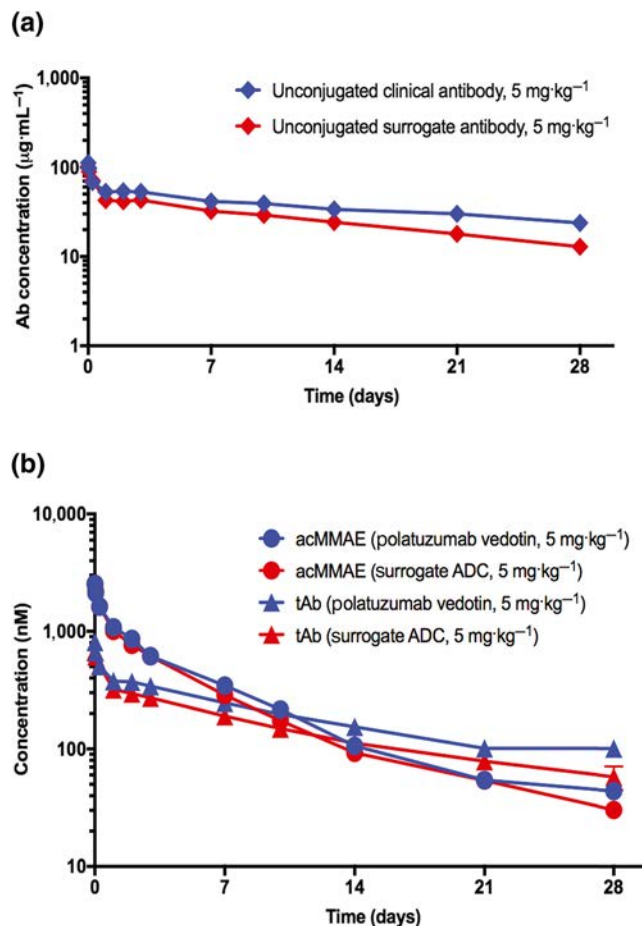 (a)
1,000
100
10
1
Ab concentration (µg·mL⁻¹)
Unconjugated clinical antibody, 5 mg·kg⁻¹
Unconjugated surrogate antibody, 5 mg·kg⁻¹
0 7 14 21 28
Time (days)
(b)
10,000
1,000
100
10
Concentration (nM)
acMMAE (polatuzumab vedotin, 5 mg·kg⁻¹)
acMMAE (surrogate ADC, 5 mg·kg⁻¹)
tAb (polatuzumab vedotin, 5 mg·kg⁻¹)
tAb (surrogate ADC, 5 mg·kg⁻¹)
0 7 14 21 28
Time (days)